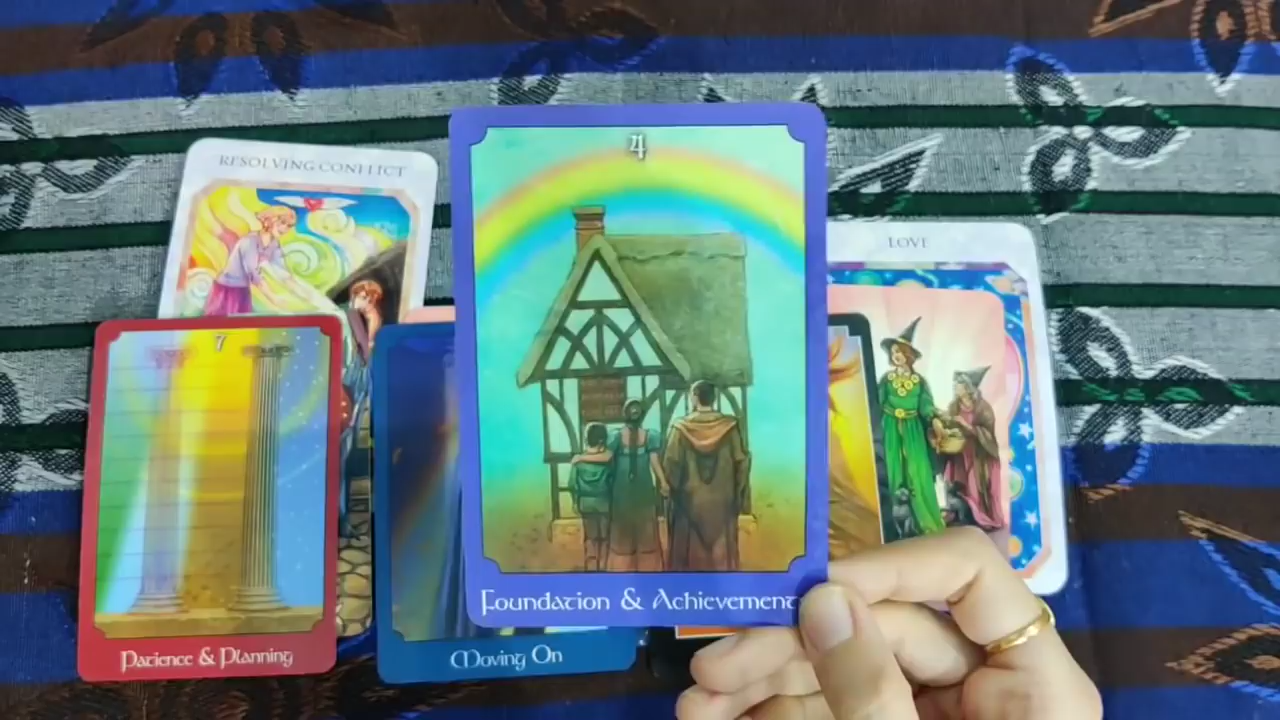 RESOLVING CONFLICT
4
LOVE
7
Foundation & Achievement
Patience & Planning
Moving On